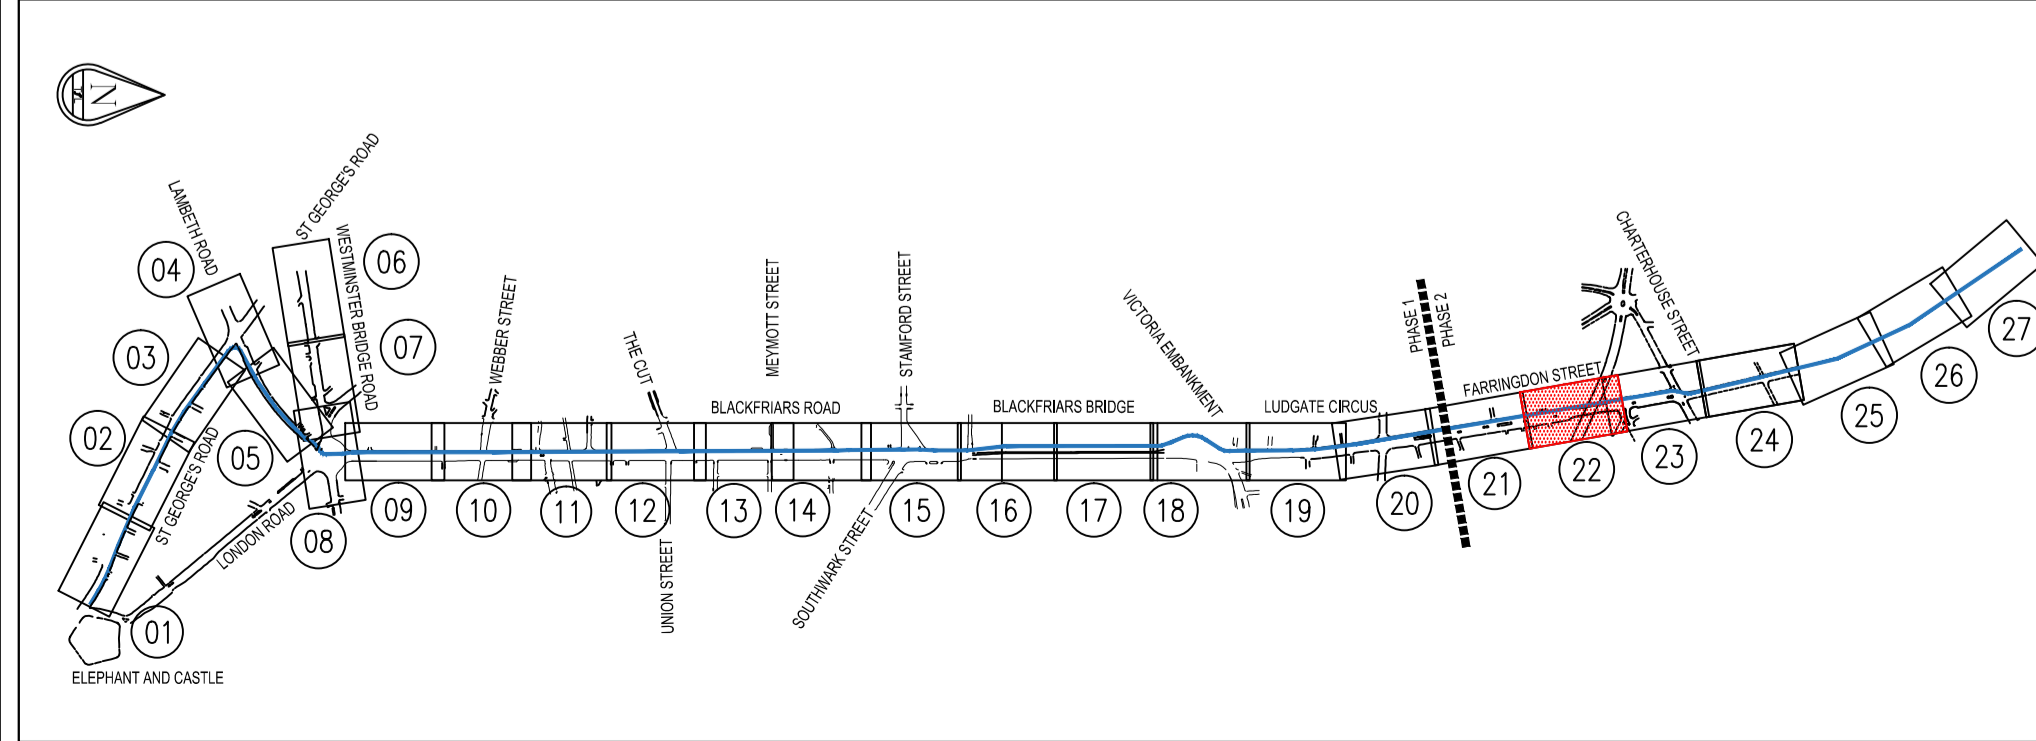 N
ST GEORGE'S ROAD
LAMBETH ROAD
WESTMINSTER BRIDGE ROAD
04
06
03
07
02
05
ST GEORGES ROAD
LONDON ROAD
01
08
ELEPHANT AND CASTLE
WEBBER STREET
THE CUT
MEYMOTT STREET
STAMFORD STREET
BLACKFRIARS ROAD
BLACKFRIARS BRIDGE
VICTORIA EMBANKMENT
LUDGATE CIRCUS
PHASE 1
PHASE 2
FARRINGDON STREET
CHARTERHOUSE STREET
09
10
11
12
13
14
15
16
17
18
19
20
21
22
23
24
25
26
27
UNION STREET
SOUTHWARK STREET